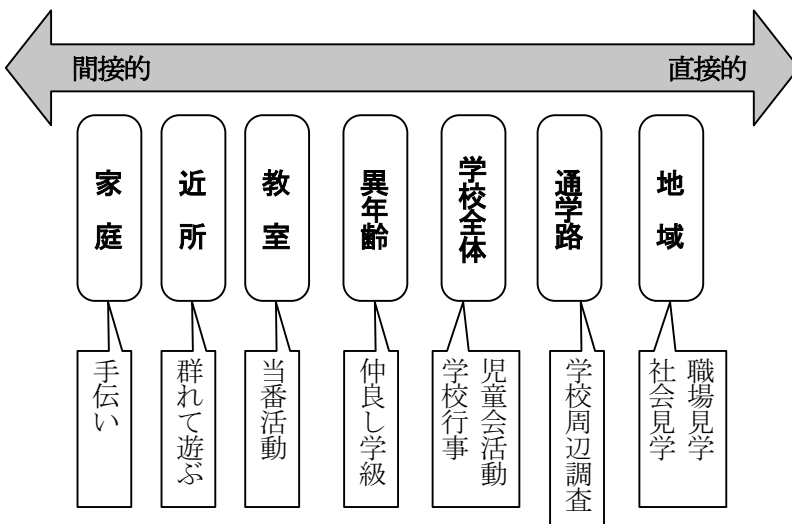 間接的
直接的
家庭
近所
教室
異年齢
学校全体
通学路
地域
手伝い
群れて遊ぶ
当番活動
仲良し学級
児童会活動
学校行事
学校周辺調査
職場見学
社会見学